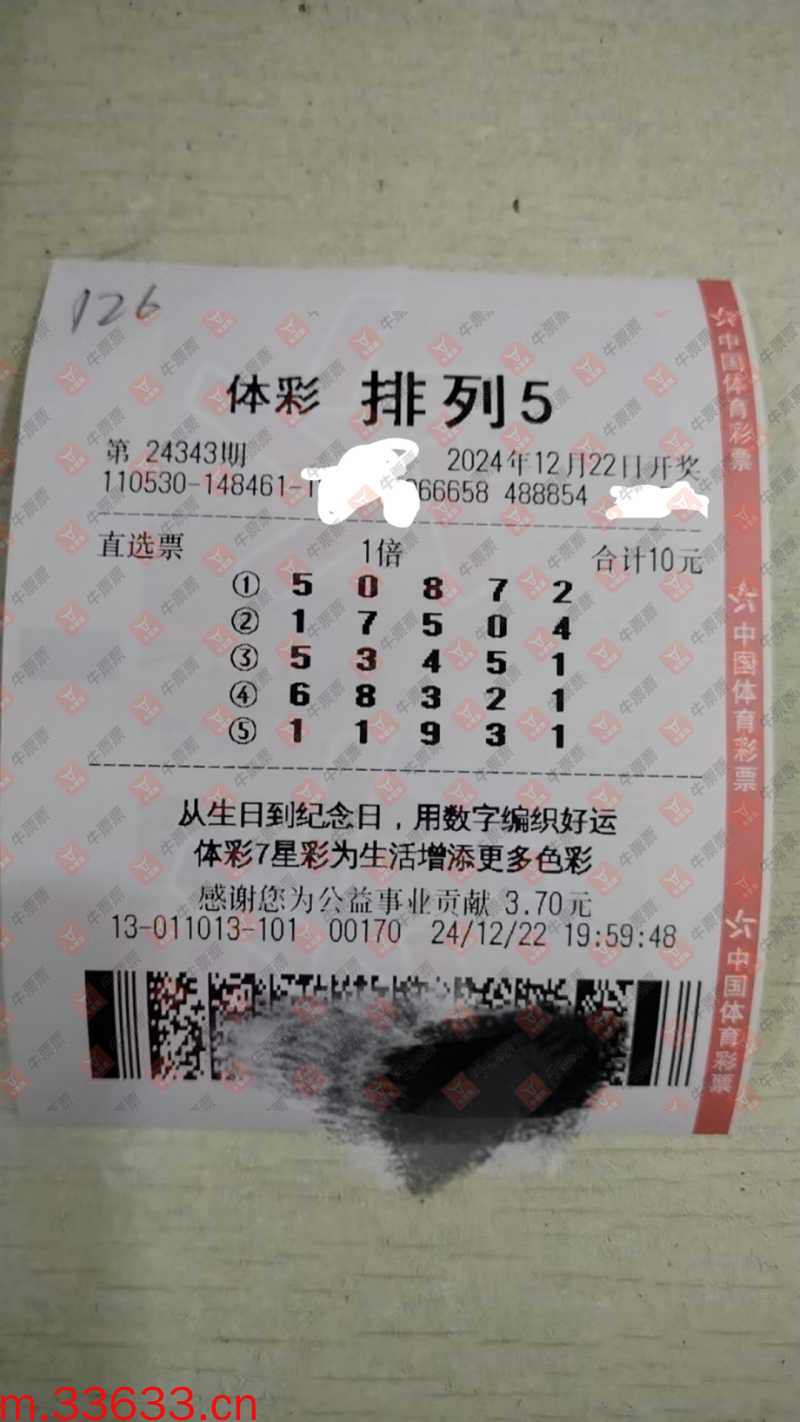 126
体彩 排列5
第 24343期 2024年12月22日开奖
110530-148461-1 066658 488854
直选票 1倍 合计10元
① 5 0 8 7 2
② 1 7 5 0 4
③ 5 3 4 5 1
④ 6 8 3 2 1
⑤ 1 1 9 3 1
从生日到纪念日，用数字编织好运
体彩7星彩为生活增添更多色彩
感谢您为公益事业贡献 3.70元
13-011013-101 00170 24/12/22 19:59:48
中国体育彩票
中国体育彩票
中国体育彩票
牛票票
m.33633.cn